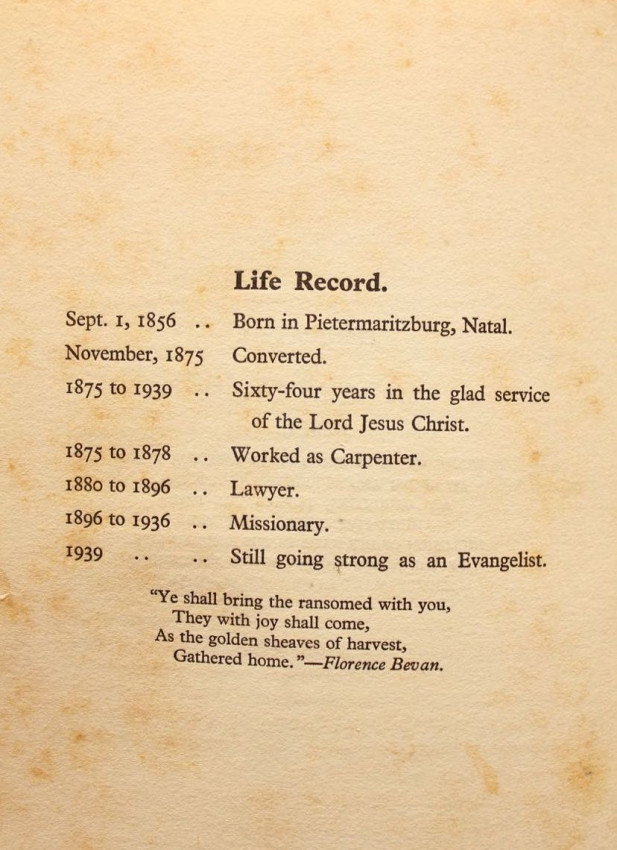 Life Record.
Sept. 1, 1856 .. Born in Pietermaritzburg, Natal.
November, 1875 Converted.
1875 to 1939 .. Sixty-four years in the glad service
of the Lord Jesus Christ.
1875 to 1878 .. Worked as Carpenter.
1880 to 1896 .. Lawyer.
1896 to 1936 .. Missionary.
1939 .. .. Still going strong as an Evangelist.
"Ye shall bring the ransomed with you,
They with joy shall come,
As the golden sheaves of harvest,
Gathered home."—Florence Bevan.